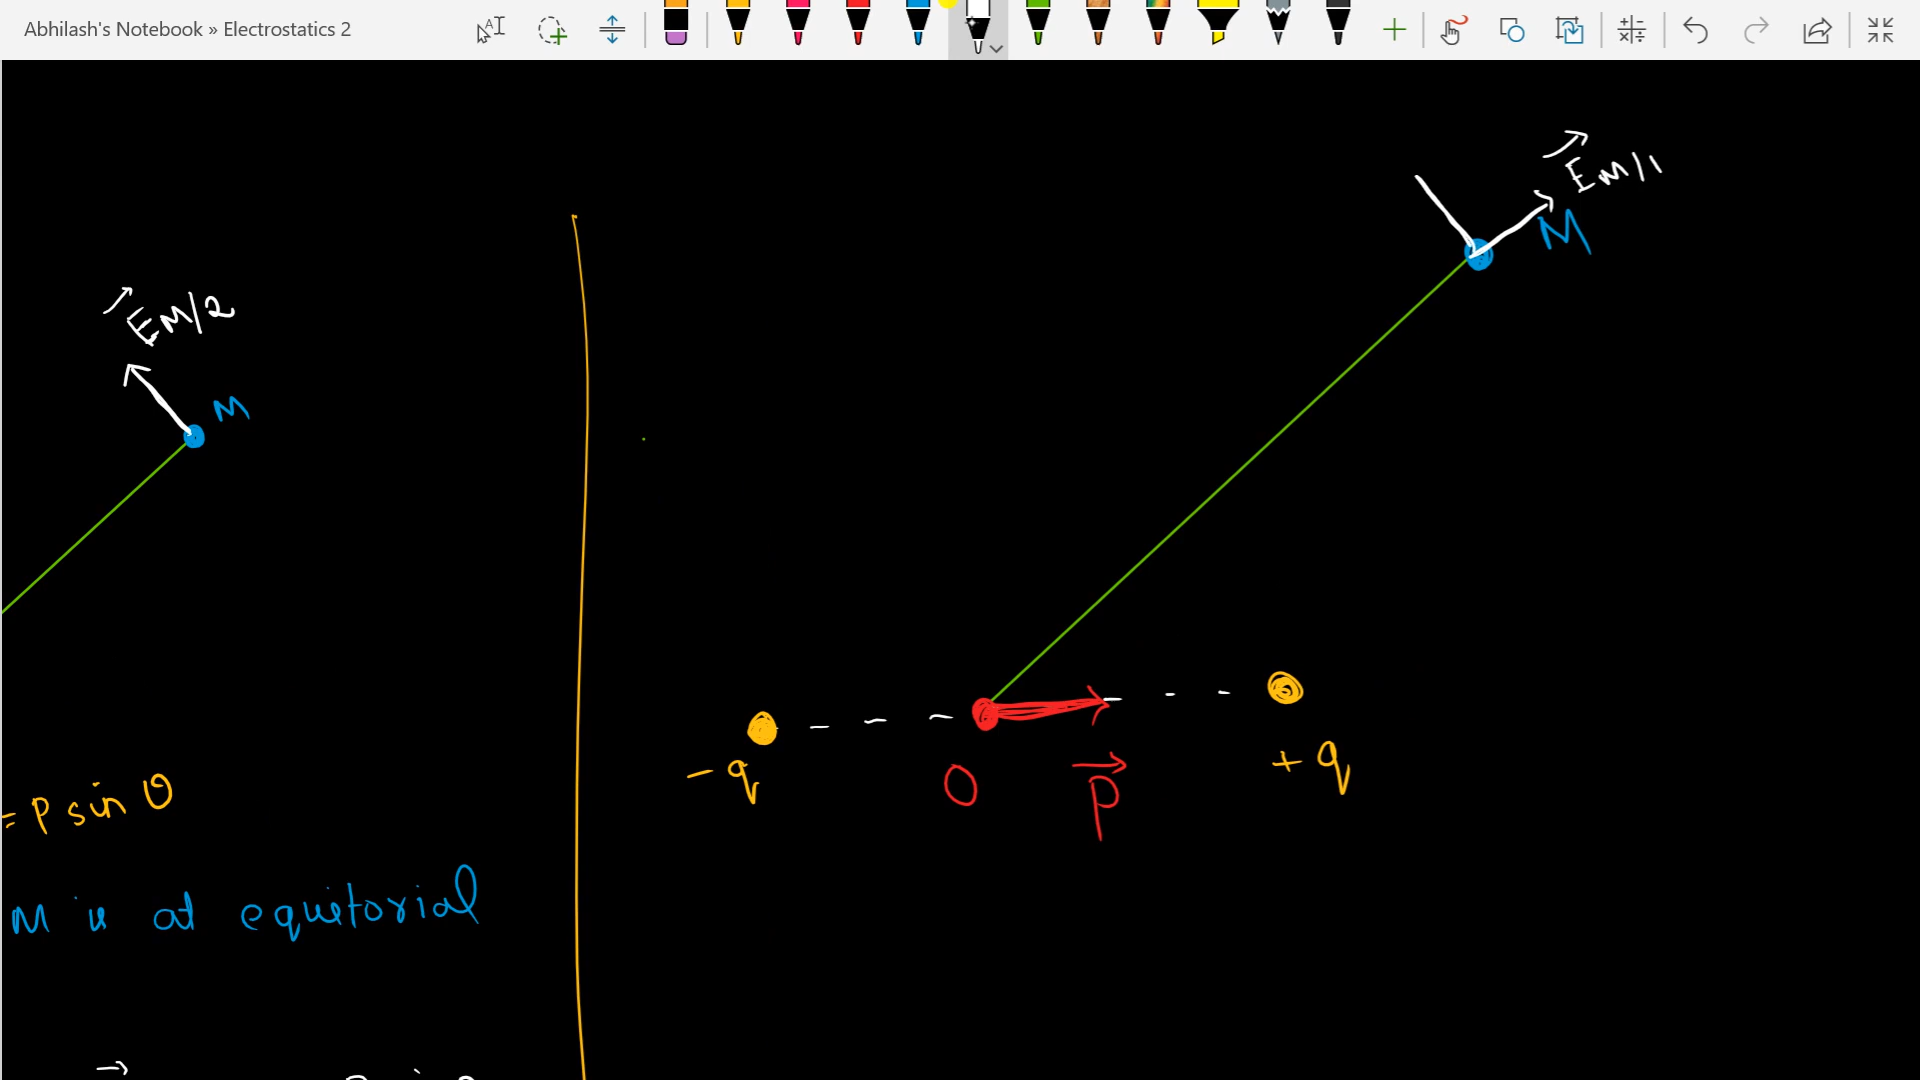 Abhilash's Notebook » Electrostatics 2
E M/1
M
E M/2
M
- q
O
P
+ q
= P sin θ
M is at equitorial